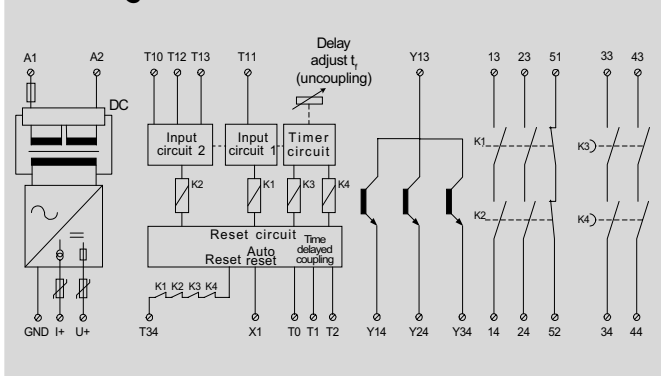 Delay
adjust tf
(uncoupling)
A1 A2 T10 T12 T13 T11 Y13 13 23 51 33 43
DC
Input
circuit 2
Input
circuit 1
Timer
circuit
K1 K3
K2 K1 K3 K4
K2 K4
Reset circuit
Time
delayed
coupling
Auto
Reset reset
K1 K2 K3 K4
GND I+ U+ T34 X1 T0 T1 T2 Y14 Y24 Y34 14 24 52 34 44